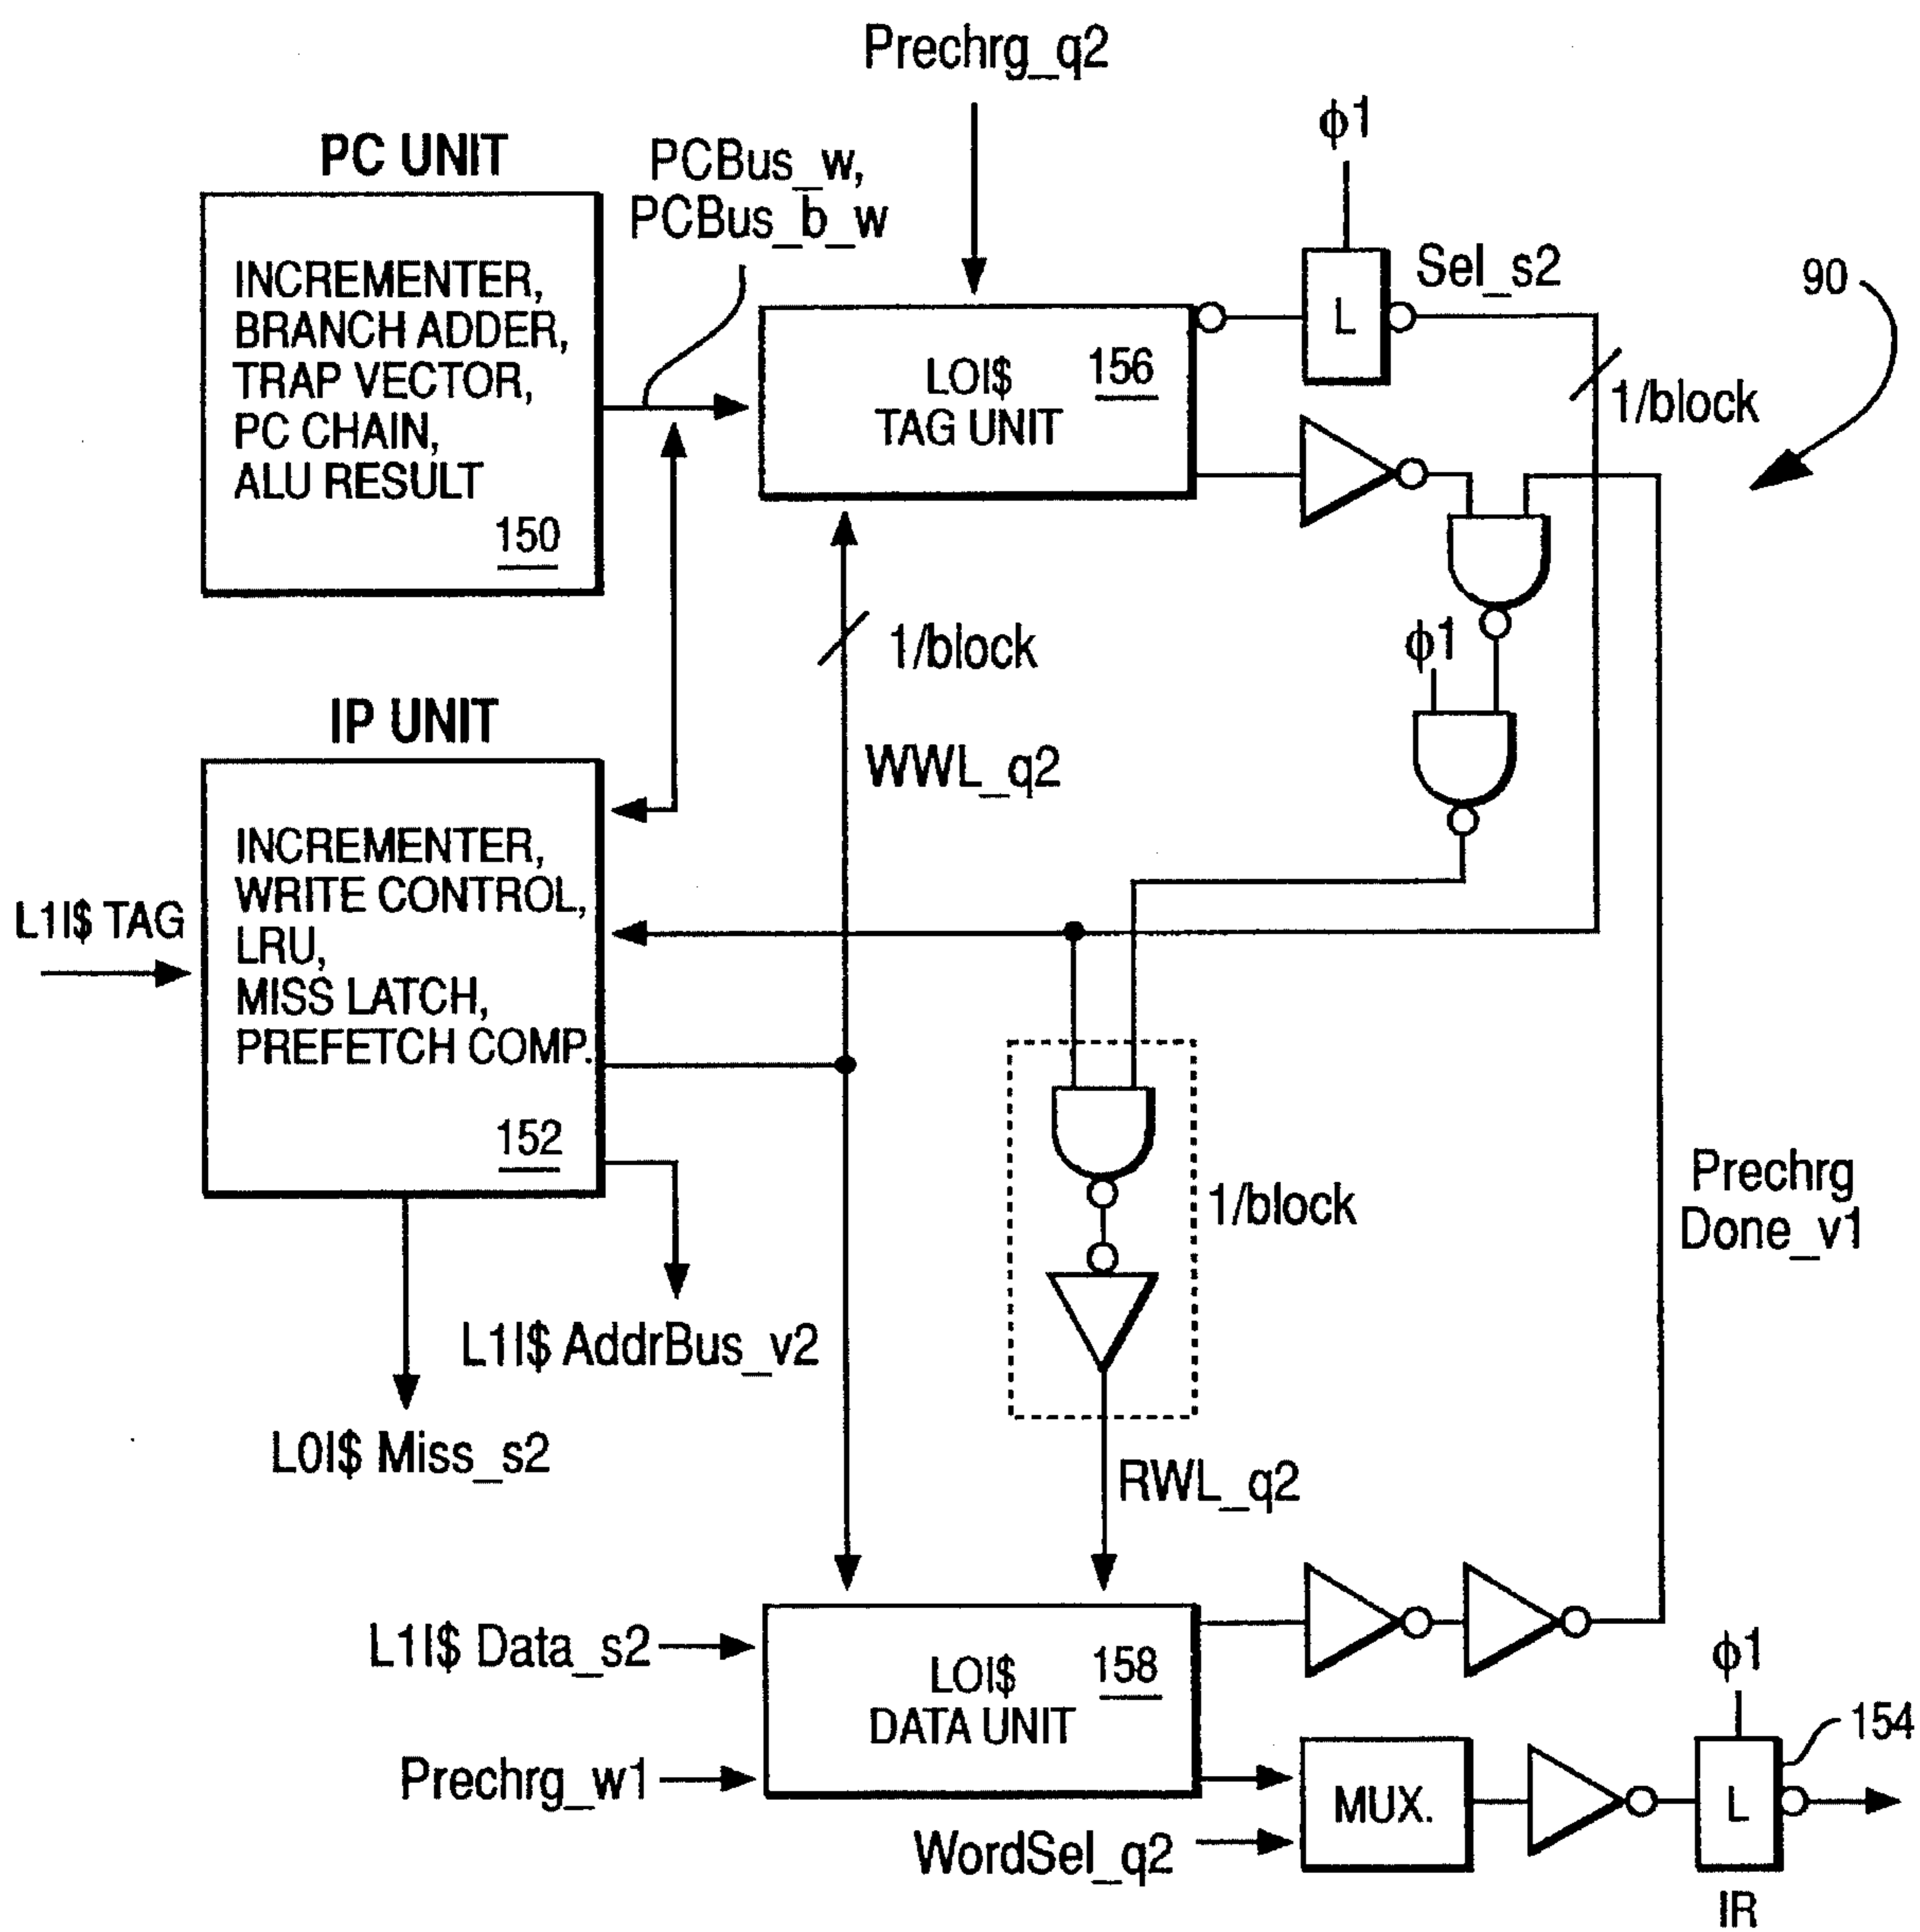 Prechrg_q2
ϕ1
PC UNIT
PCBus_w,
PCBus_b_w
INCREMENTER,
BRANCH ADDER,
TRAP VECTOR,
PC CHAIN,
ALU RESULT
150
LOI$
TAG UNIT
156
L
Sel_s2
90
1/block
ϕ1
1/block
WWL_q2
IP UNIT
L1I$ TAG
INCREMENTER,
WRITE CONTROL,
LRU,
MISS LATCH,
PREFETCH COMP.
152
1/block
Prechrg
Done_v1
L1I$ AddrBus_v2
L0I$ Miss_s2
RWL_q2
L1I$ Data_s2
LOI$
DATA UNIT
158
Prechrg_w1
WordSel_q2
MUX.
ϕ1
154
L
IR